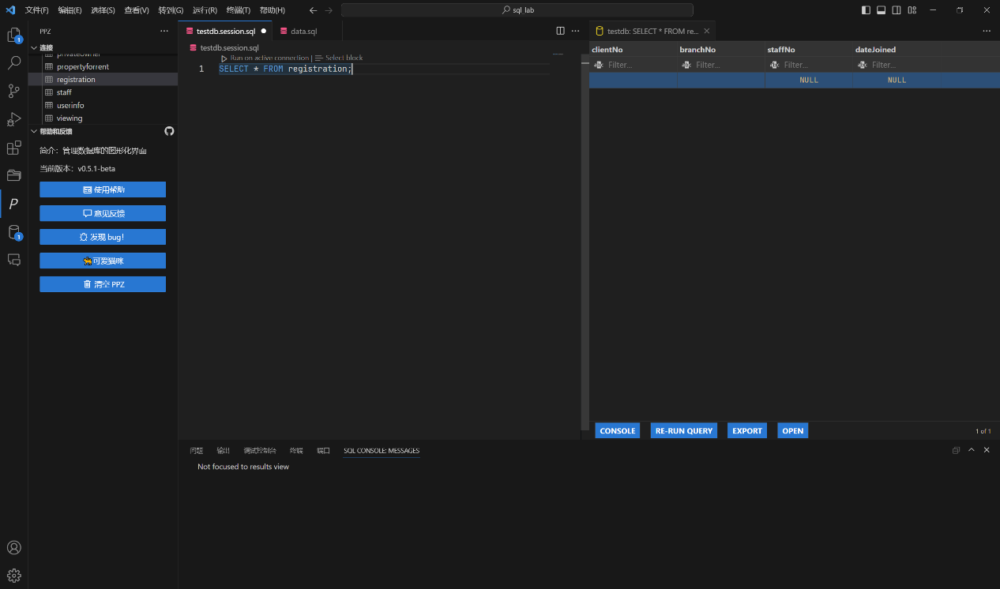 文件(F) 编辑(E) 选择(S) 查看(V) 转到(G) 运行(R) 终端(T) 帮助(H)
sql_lab
PPZ
连接
privateowner
propertyforrent
registration
staff
userinfo
viewing
帮助和反馈
简介：管理数据库的图形化界面
当前版本：v0.5.1-beta
使用帮助
意见反馈
发现 bug！
可爱猫咪
清空 PPZ
1
1
testdb.session.sql
data.sql
testdb.session.sql
Run on active connection | Select block
1 SELECT * FROM registration;
testdb: SELECT * FROM re...
clientNo branchNo staffNo dateJoined
Filter... Filter... Filter... Filter...
NULL NULL
CONSOLE RE-RUN QUERY EXPORT OPEN
1 of 1
问题 输出 调试控制台 终端 端口 SQL CONSOLE: MESSAGES
Not focused to results view